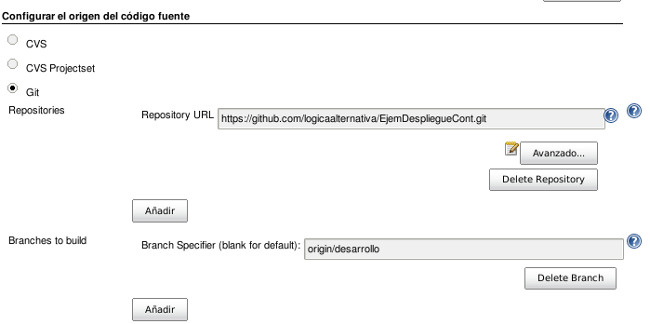 Configurar el origen del código fuente
CVS
CVS Projectset
Git
Repositories
Repository URL https://github.com/logicaalternativa/EjemDespliegueCont.git
Avanzado...
Delete Repository
Añadir
Branches to build
Branch Specifier (blank for default): origin/desarrollo
Delete Branch
Añadir